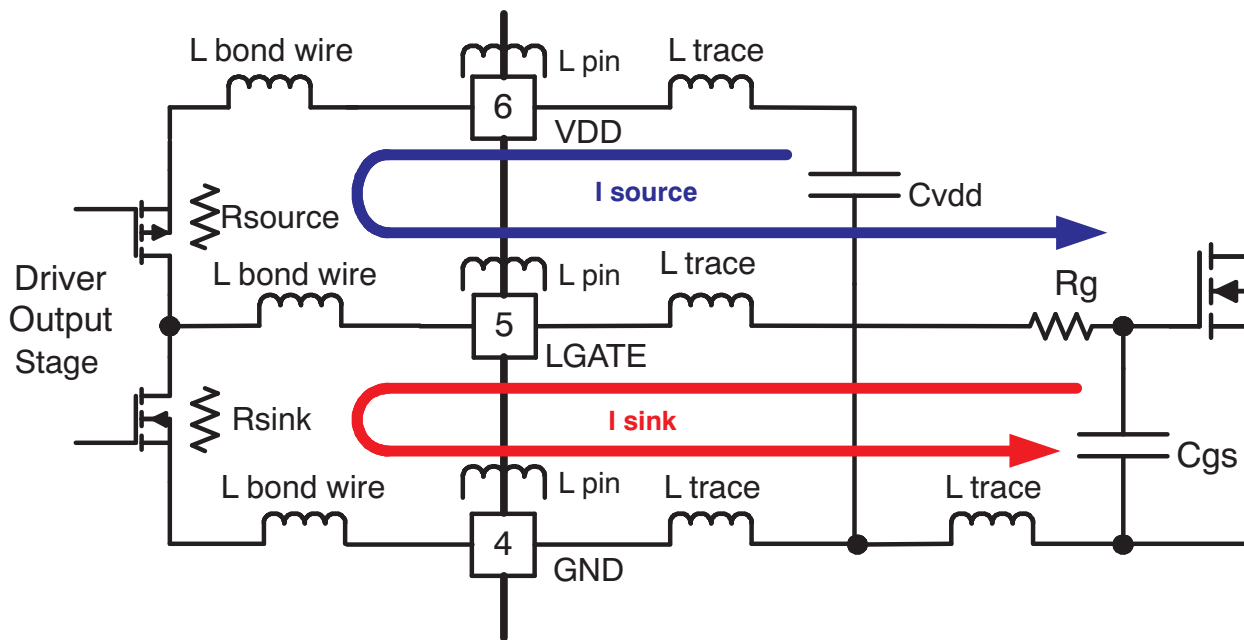 L bond wire
L pin
L trace
6
VDD
I source
Cvdd
Rsource
L bond wire
L pin
L trace
Driver
Output
Stage
Rg
5
LGATE
Rsink
I sink
L bond wire
L pin
L trace
L trace
Cgs
4
GND